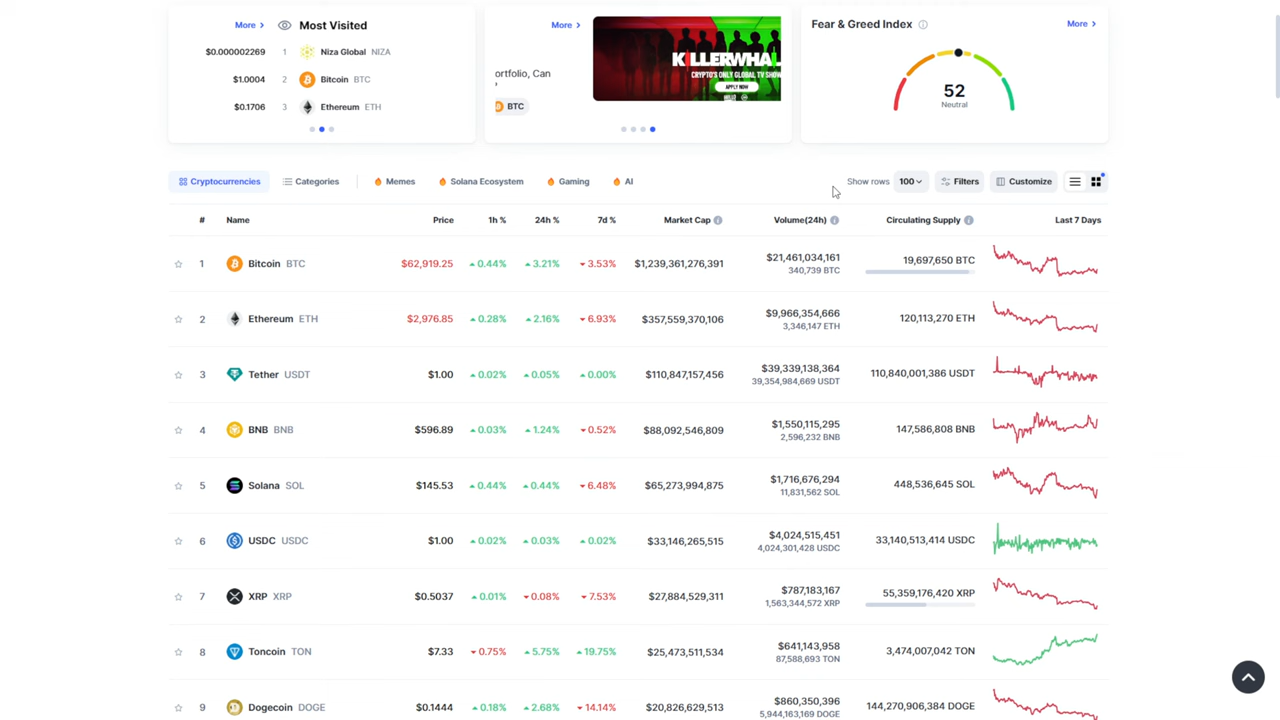 More >
Most Visited
$0.000002269 1 Niza Global NIZA
$1.0004 2 Bitcoin BTC
$0.1706 3 Ethereum ETH
More >
ortfolio, Can
BTC
KILLERWHAL
CRYPTO'S ONLY GLOBAL TV SHOW
APPLY NOW
Fear & Greed Index
More >
52
Neutral
Cryptocurrencies Categories Memes Solana Ecosystem Gaming AI Show rows 100 Filters Customize
# Name Price 1h % 24h % 7d % Market Cap Volume(24h) Circulating Supply Last 7 Days
1 Bitcoin BTC $62,919.25 0.44% 3.21% 3.53% $1,239,361,276,391 $21,461,034,161 19,697,650 BTC
340,739 BTC
2 Ethereum ETH $2,976.85 0.28% 2.16% 6.93% $357,559,370,106 $9,966,354,666 120,113,270 ETH
3,346,147 ETH
3 Tether USDT $1.00 0.02% 0.05% 0.00% $110,847,157,456 $39,339,138,364 110,840,001,386 USDT
39,354,984,669 USDT
4 BNB BNB $596.89 0.03% 1.24% 0.52% $88,092,546,809 $1,550,115,295 147,586,808 BNB
2,596,232 BNB
5 Solana SOL $145.53 0.44% 0.44% 6.48% $65,273,994,875 $1,716,676,294 448,536,645 SOL
11,831,562 SOL
6 USDC USDC $1.00 0.02% 0.03% 0.02% $33,146,265,515 $4,024,515,451 33,140,513,414 USDC
4,024,301,428 USDC
7 XRP XRP $0.5037 0.01% 0.08% 7.53% $27,884,529,311 $787,183,167 55,359,176,420 XRP
1,563,344,572 XRP
8 Toncoin TON $7.33 0.75% 5.75% 19.75% $25,473,511,534 $641,143,958 3,474,007,042 TON
87,588,693 TON
9 Dogecoin DOGE $0.1444 0.18% 2.68% 14.14% $20,826,629,513 $860,350,396 144,270,906,384 DOGE
5,944,163,169 DOGE